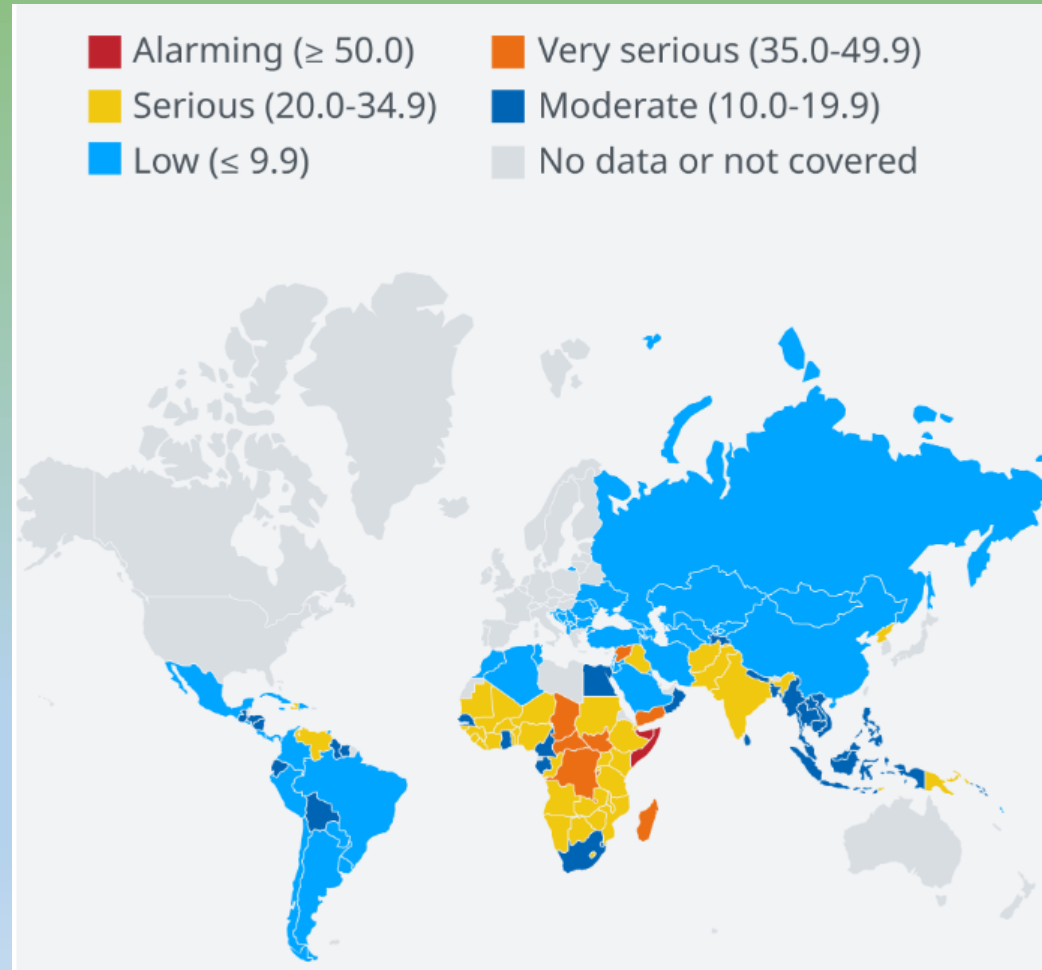 Alarming (≥ 50.0)
Very serious (35.0-49.9)
Serious (20.0-34.9)
Moderate (10.0-19.9)
Low (≤ 9.9)
No data or not covered